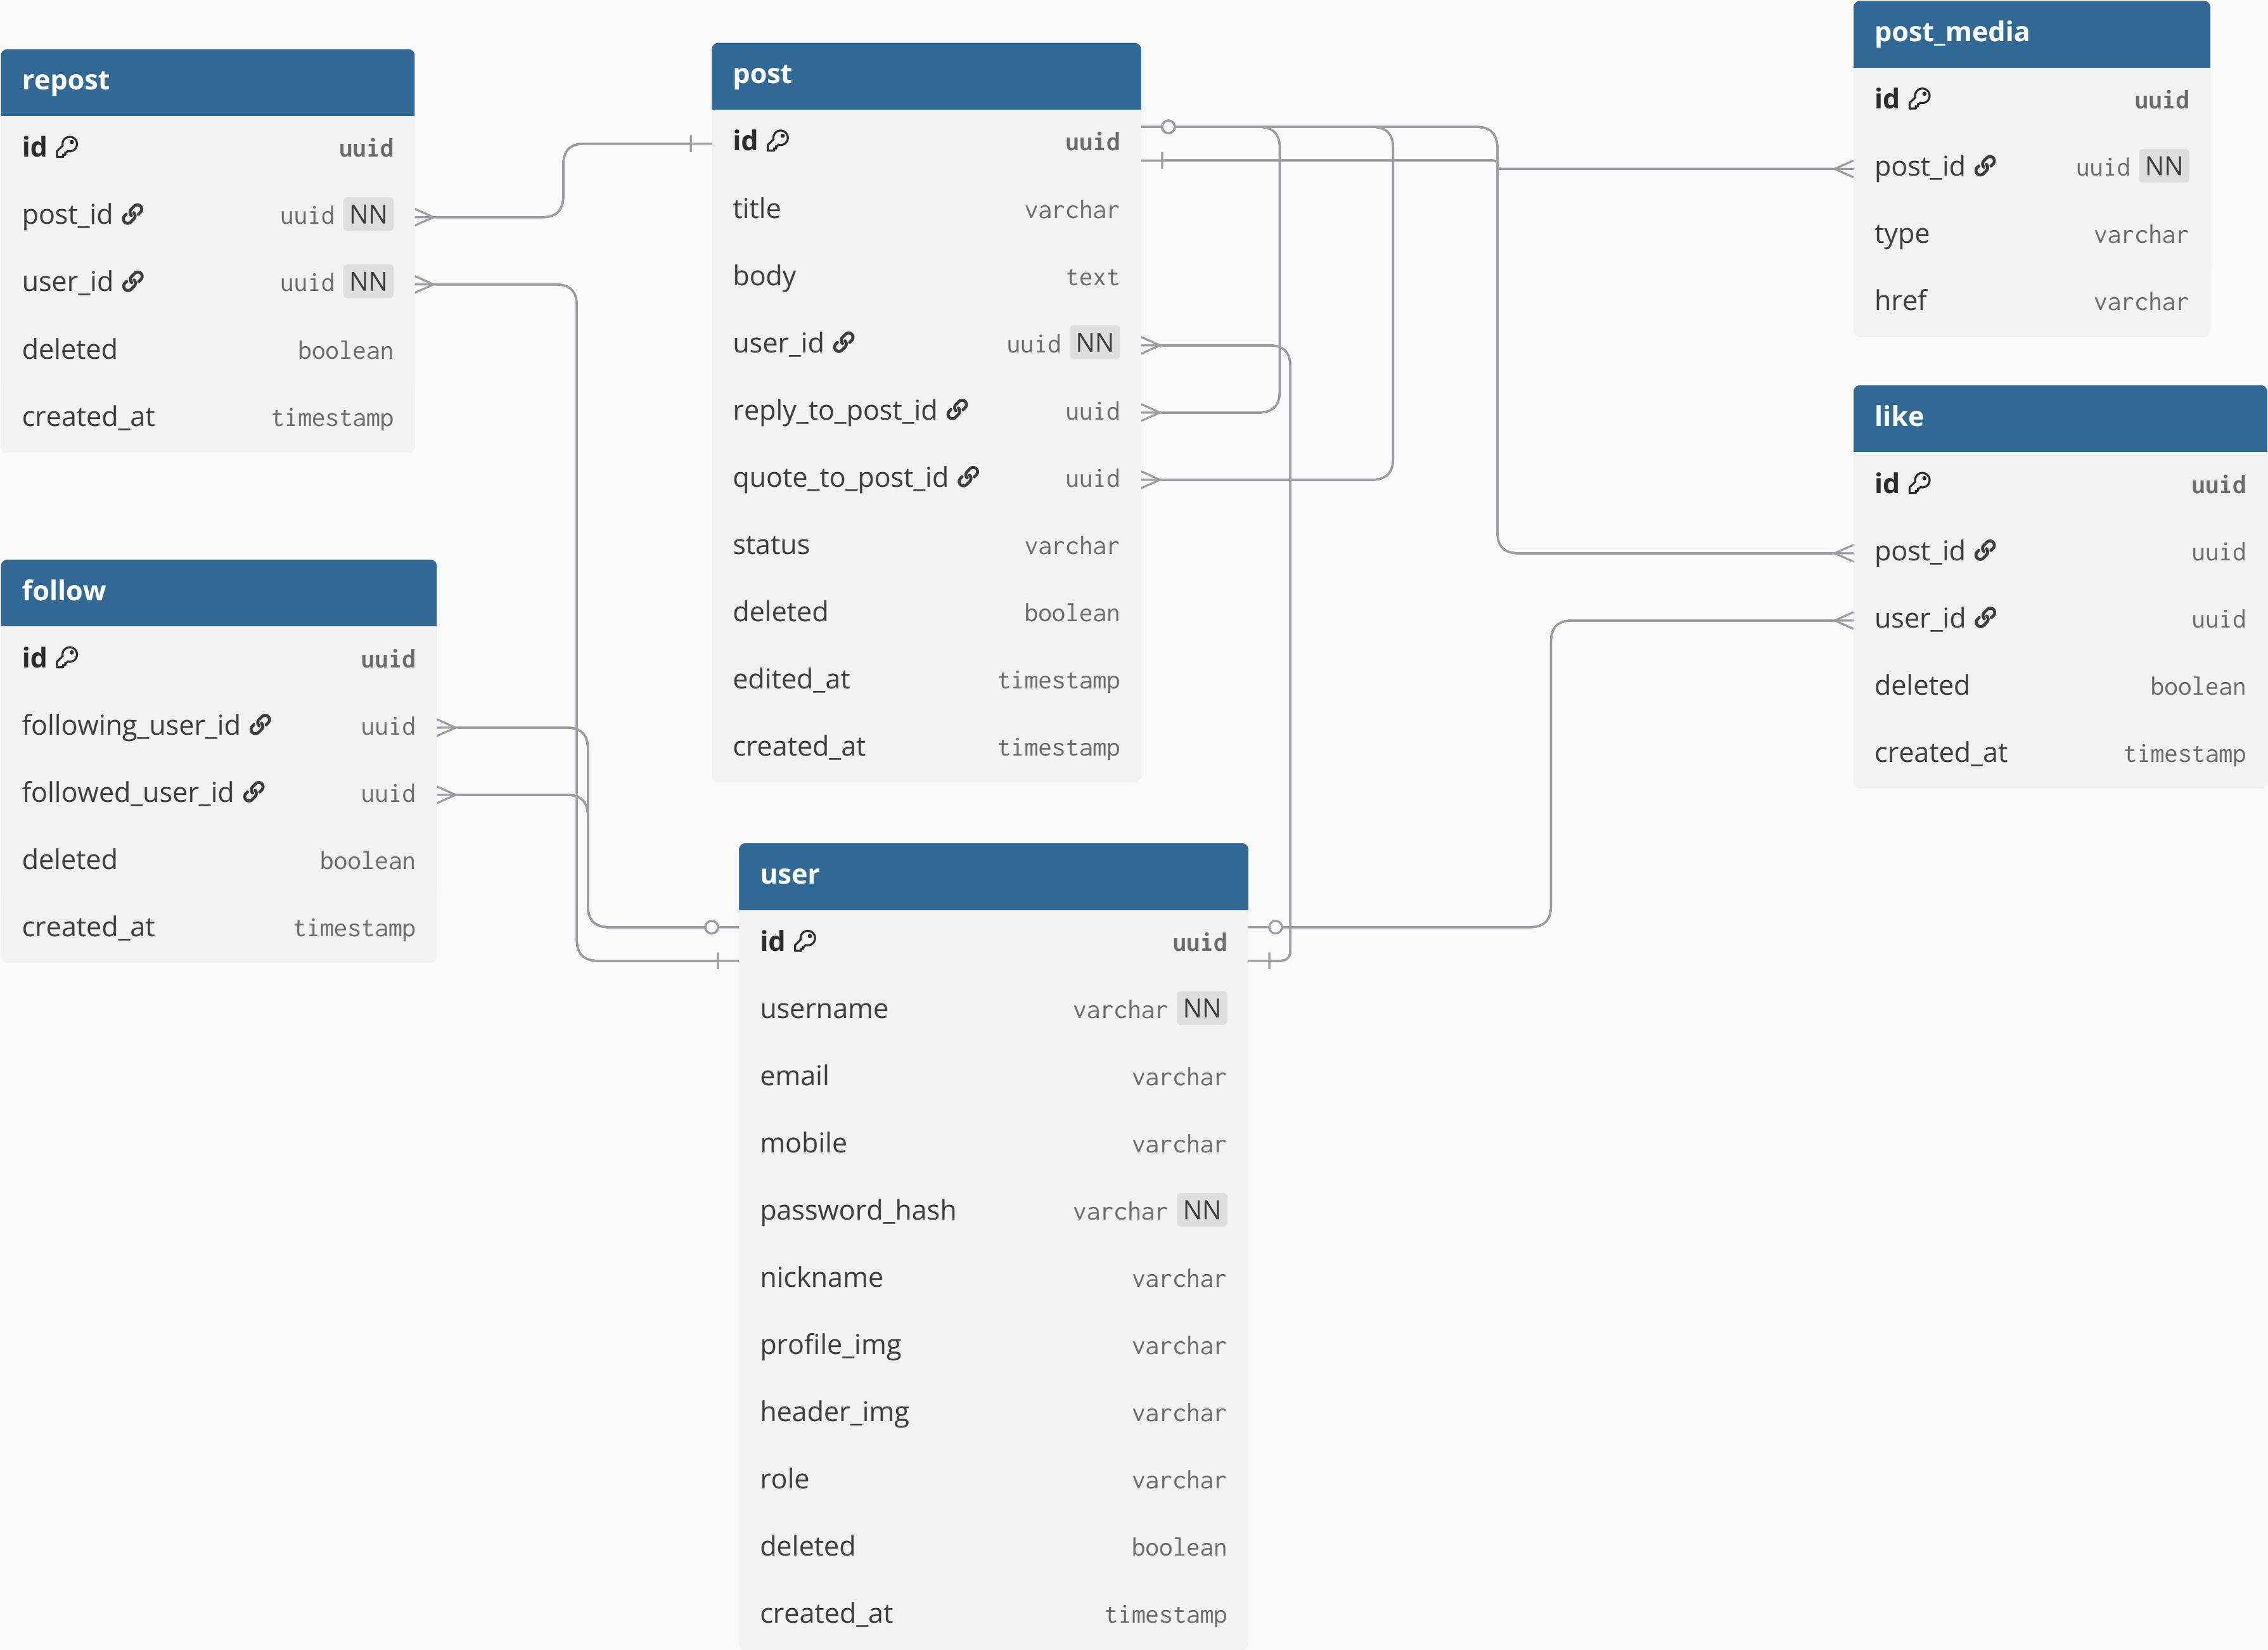 repost
id uuid
post_id uuid NN
user_id uuid NN
deleted boolean
created_at timestamp
follow
id uuid
following_user_id uuid
followed_user_id uuid
deleted boolean
created_at timestamp
post
id uuid
title varchar
body text
user_id uuid NN
reply_to_post_id uuid
quote_to_post_id uuid
status varchar
deleted boolean
edited_at timestamp
created_at timestamp
user
id uuid
username varchar NN
email varchar
mobile varchar
password_hash varchar NN
nickname varchar
profile_img varchar
header_img varchar
role varchar
deleted boolean
created_at timestamp
post_media
id uuid
post_id uuid NN
type varchar
href varchar
like
id uuid
post_id uuid
user_id uuid
deleted boolean
created_at timestamp